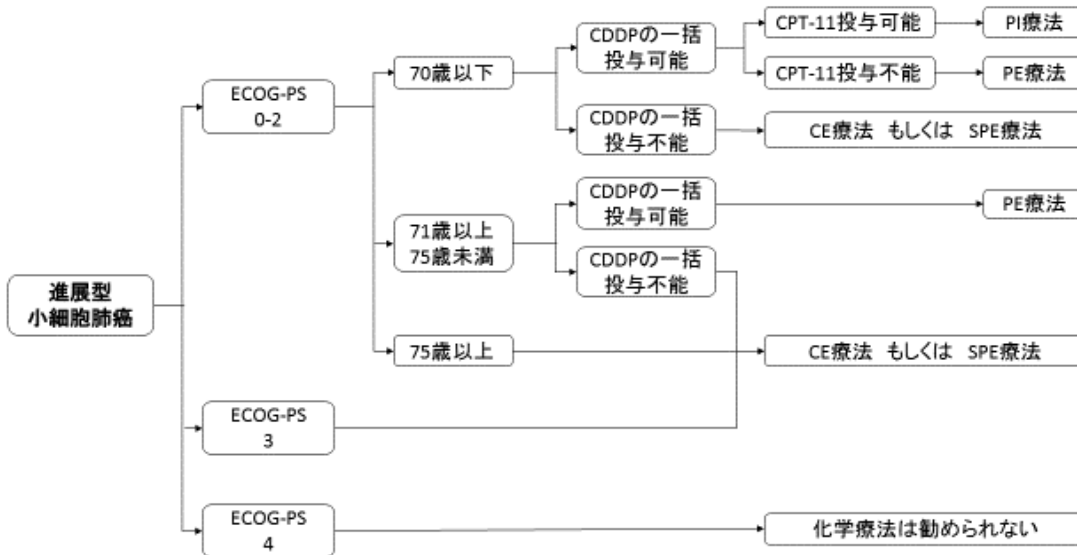 進展型
小細胞肺癌
ECOG-PS
0-2
70歳以下
CDDPの一括
投与可能
CPT-11投与可能
PI療法
CPT-11投与不能
PE療法
CDDPの一括
投与不能
CE療法 もしくは SPE療法
71歳以上
75歳未満
CDDPの一括
投与可能
PE療法
CDDPの一括
投与不能
75歳以上
CE療法 もしくは SPE療法
ECOG-PS
3
ECOG-PS
4
化学療法は勧められない